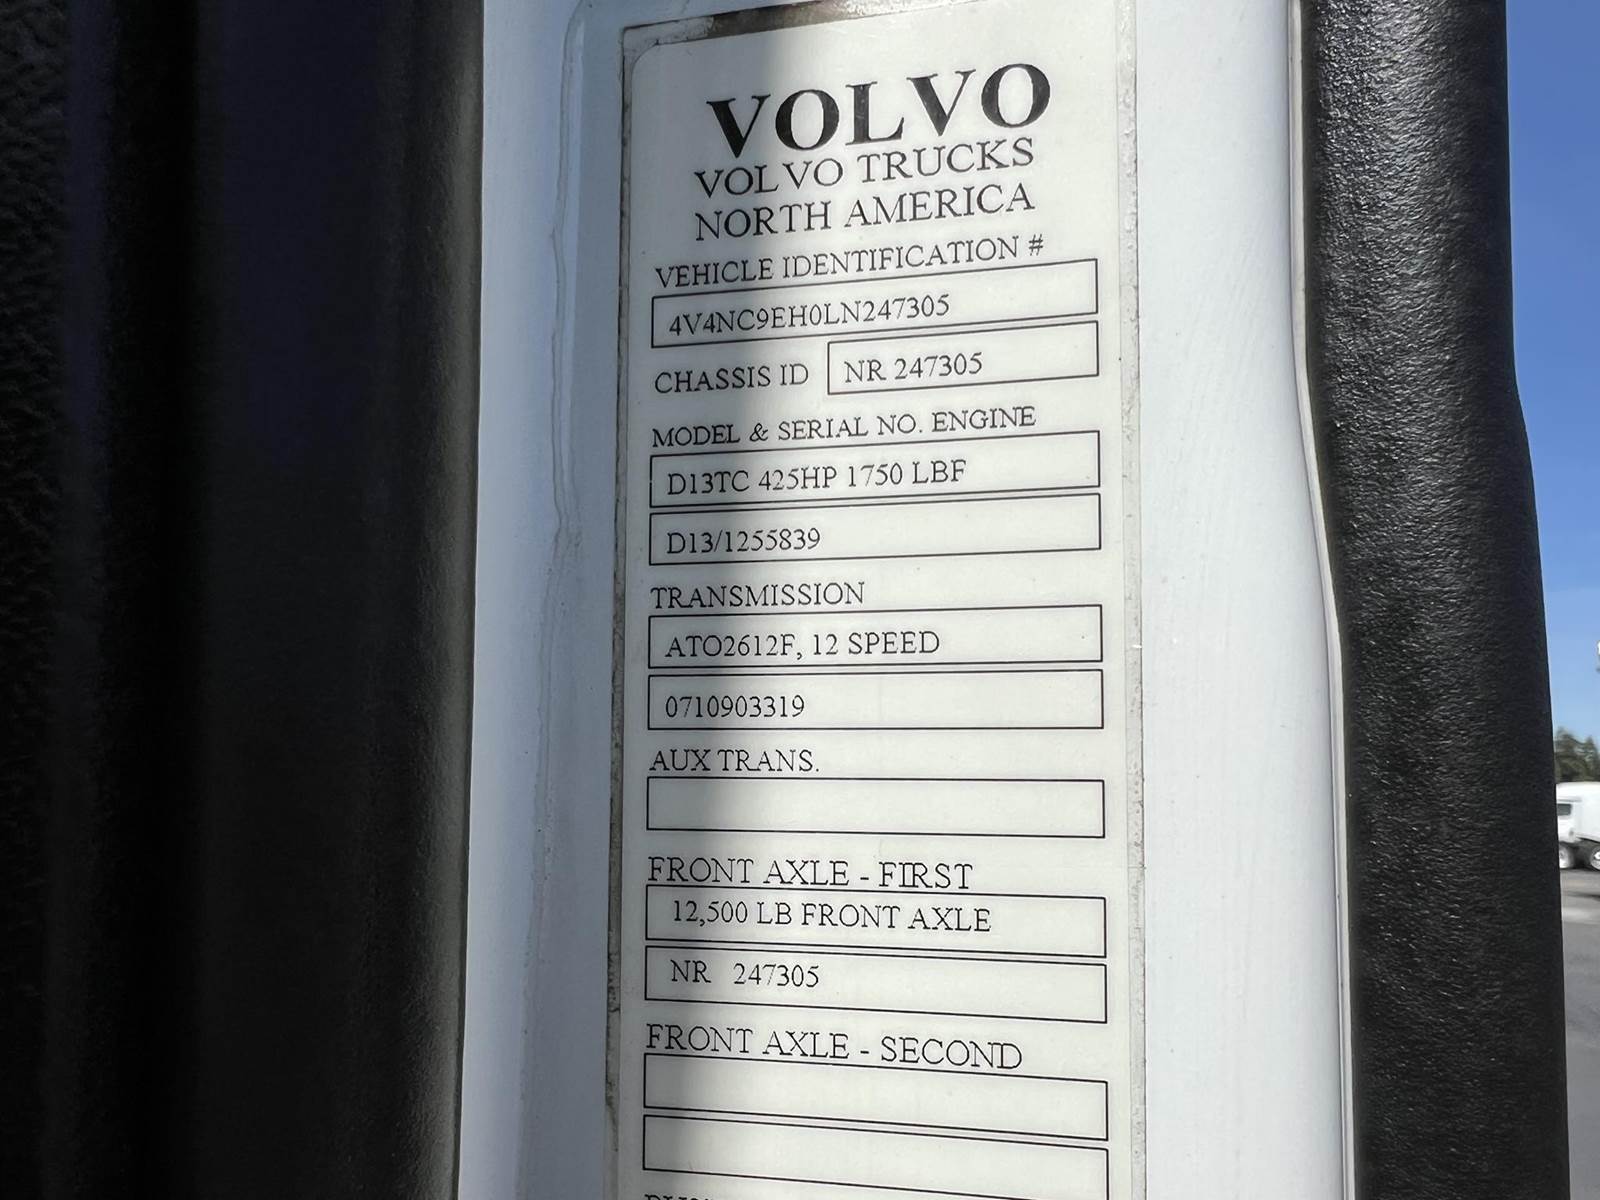 VOLVO
VOLVO TRUCKS
NORTH AMERICA
VEHICLE IDENTIFICATION #
4V4NC9EH0LN247305
CHASSIS ID NR 247305
MODEL & SERIAL NO. ENGINE
D13TC 425HP 1750 LBF
D13/1255839
TRANSMISSION
ATO2612F, 12 SPEED
0710903319
AUX TRANS.
FRONT AXLE - FIRST
12,500 LB FRONT AXLE
NR 247305
FRONT AXLE - SECOND